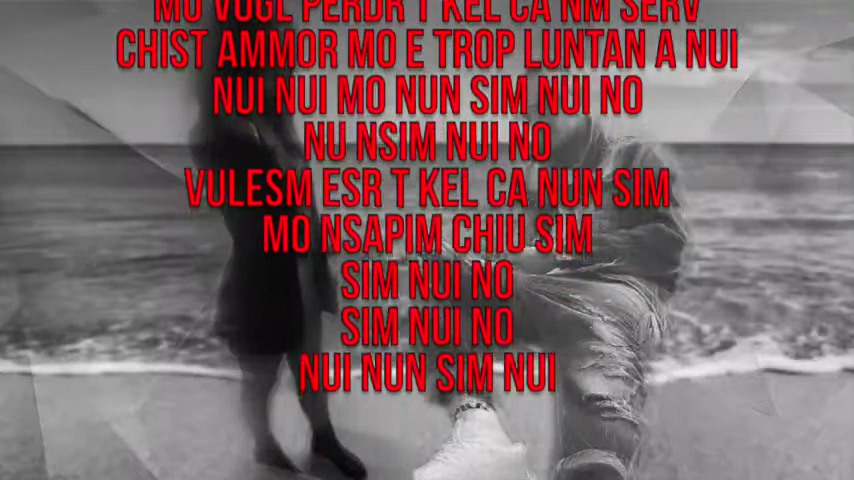 MO VUGL PERDR T KEL CA NM SERV
CHIST AMMOR MO E TROP LUNTAN A NUI
NUI NUI MO NUN SIM NUI NO
NU NSIM NUI NO
VULESM ESR T KEL CA NUN SIM
MO NSAPIM CHIU SIM
SIM NUI NO
SIM NUI NO
NUI NUN SIM NUI